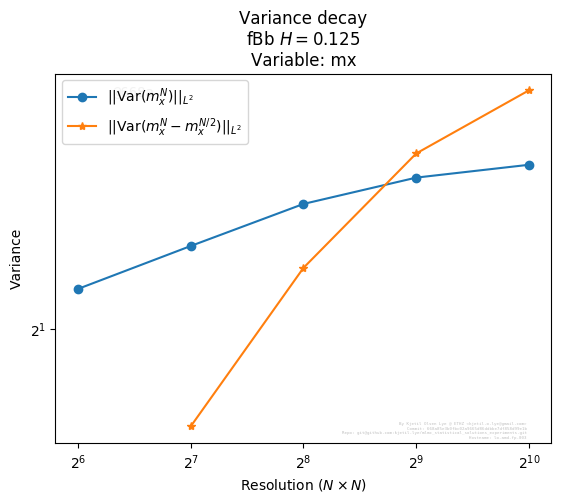 Variance decay
fBb H = 0.125
Variable: mx
||Var(m_x^N)||_{L^2}
||Var(m_x^N − m_x^{N/2})||_{L^2}
Variance
2^1
2^6 2^7 2^8 2^9 2^10
Resolution (N × N)